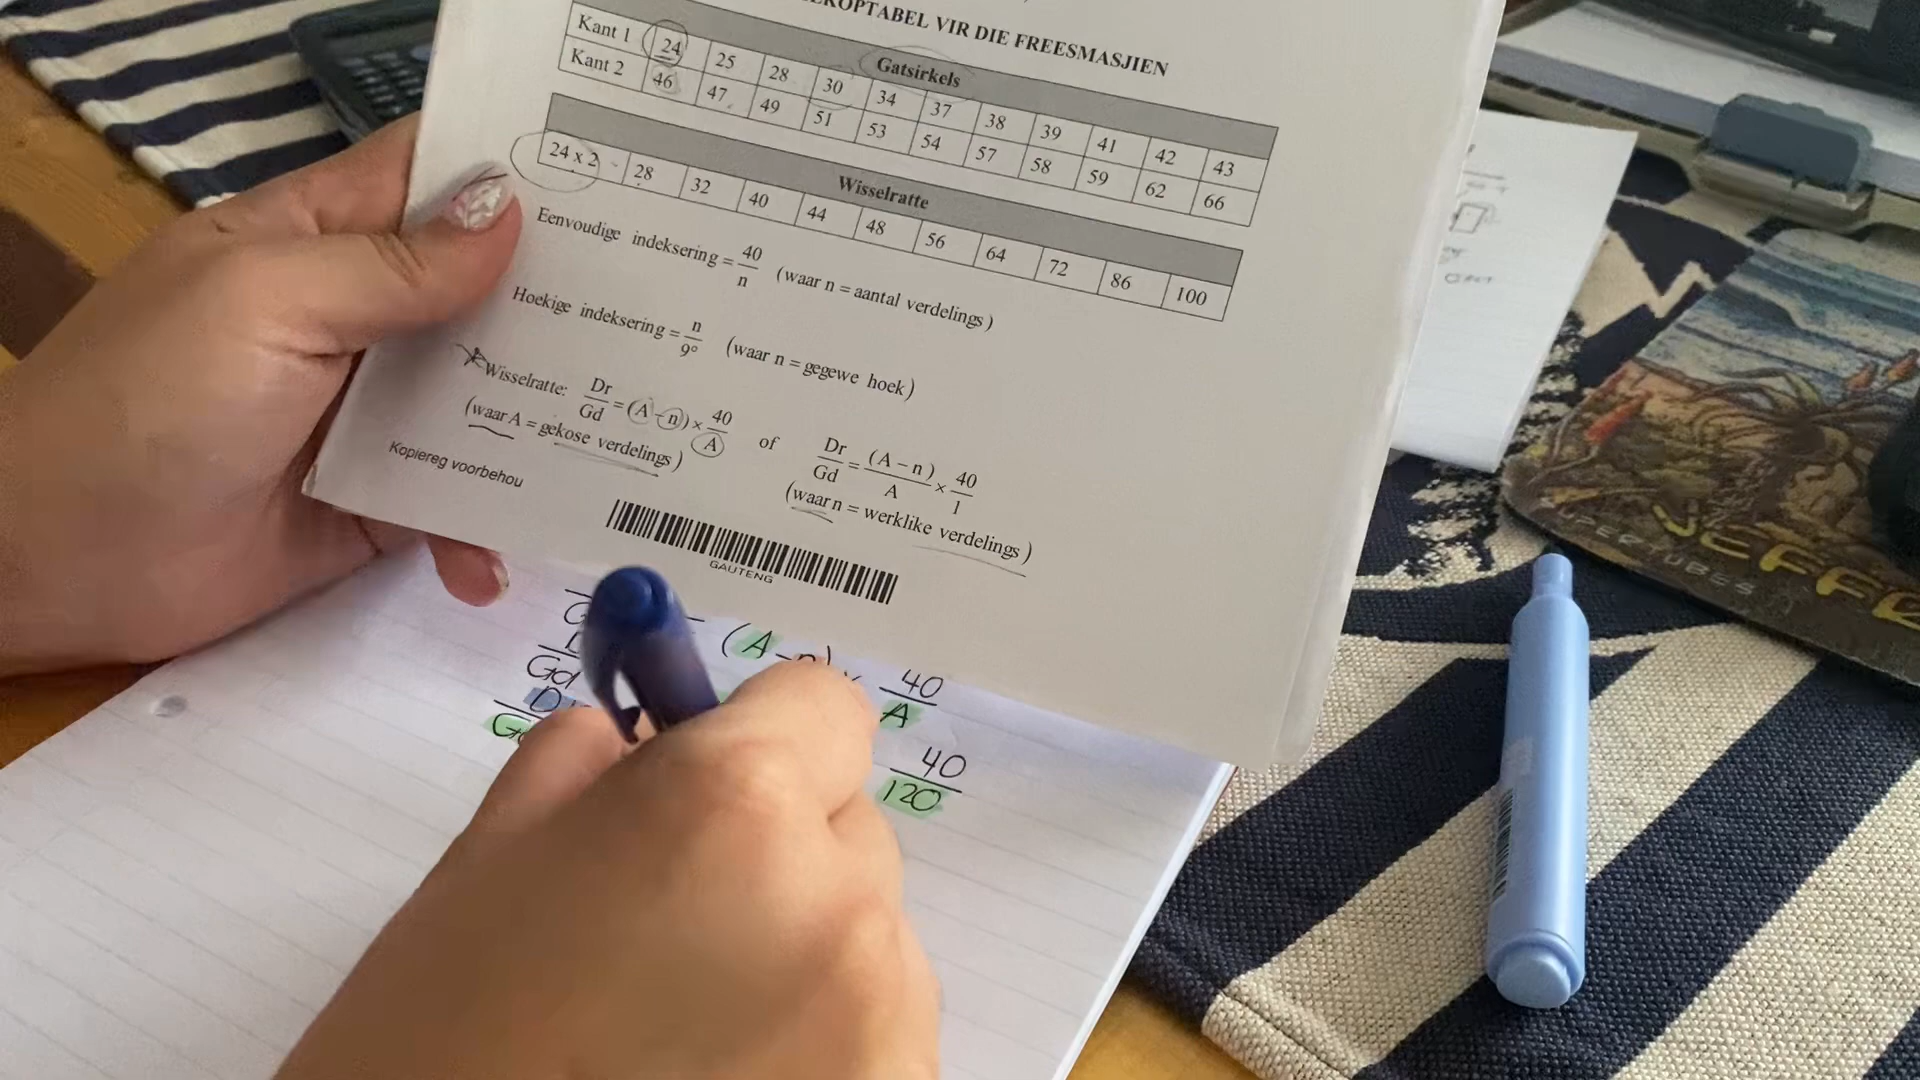 VIR DIE FREESMASJIEN
Gatsirkels
Kant 1 24 25 28 30 34 37 38 39 41 42 43
Kant 2 46 47 49 51 53 54 57 58 59 62 66
Wisselratte
24 x 2 28 32 40 44 48 56 64 72 86 100
Eenvoudige indeksering = 40/n (waar n = aantal verdelings)
Hoekige indeksering = n/9° (waar n = gegewe hoek)
Wisselratte: Dr/Gd = (A – n) × 40/A of Dr/Gd = (A – n)/A × 40/1
(waar A = gekose verdelings) (waar n = werklike verdelings)
Kopiereg voorbehou
GAUTENG
(A – n) × 40/A
Gd
40/120